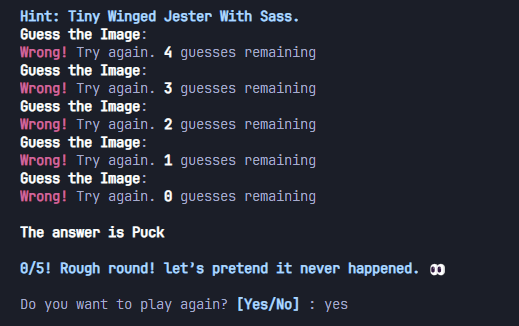 Hint: Tiny Winged Jester With Sass.
Guess the Image:
Wrong! Try again. 4 guesses remaining
Guess the Image:
Wrong! Try again. 3 guesses remaining
Guess the Image:
Wrong! Try again. 2 guesses remaining
Guess the Image:
Wrong! Try again. 1 guesses remaining
Guess the Image:
Wrong! Try again. 0 guesses remaining
The answer is Puck
0/5! Rough round! let’s pretend it never happened. 👀
Do you want to play again? [Yes/No] : yes